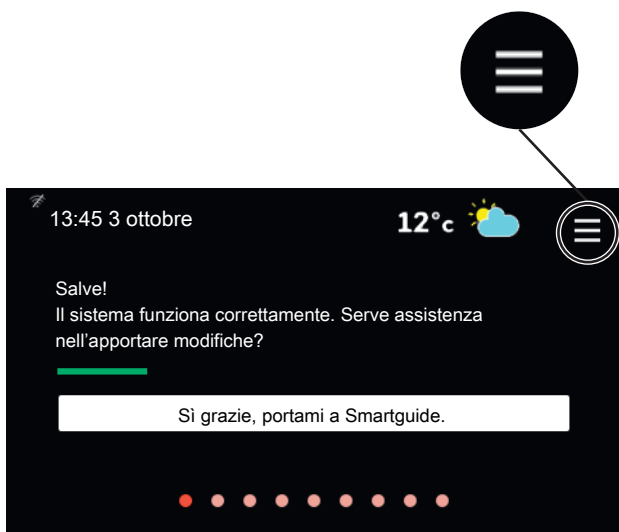 13:45 3 ottobre
12°c
Salve!
Il sistema funziona correttamente. Serve assistenza
nell'apportare modifiche?
Sì grazie, portami a Smartguide.